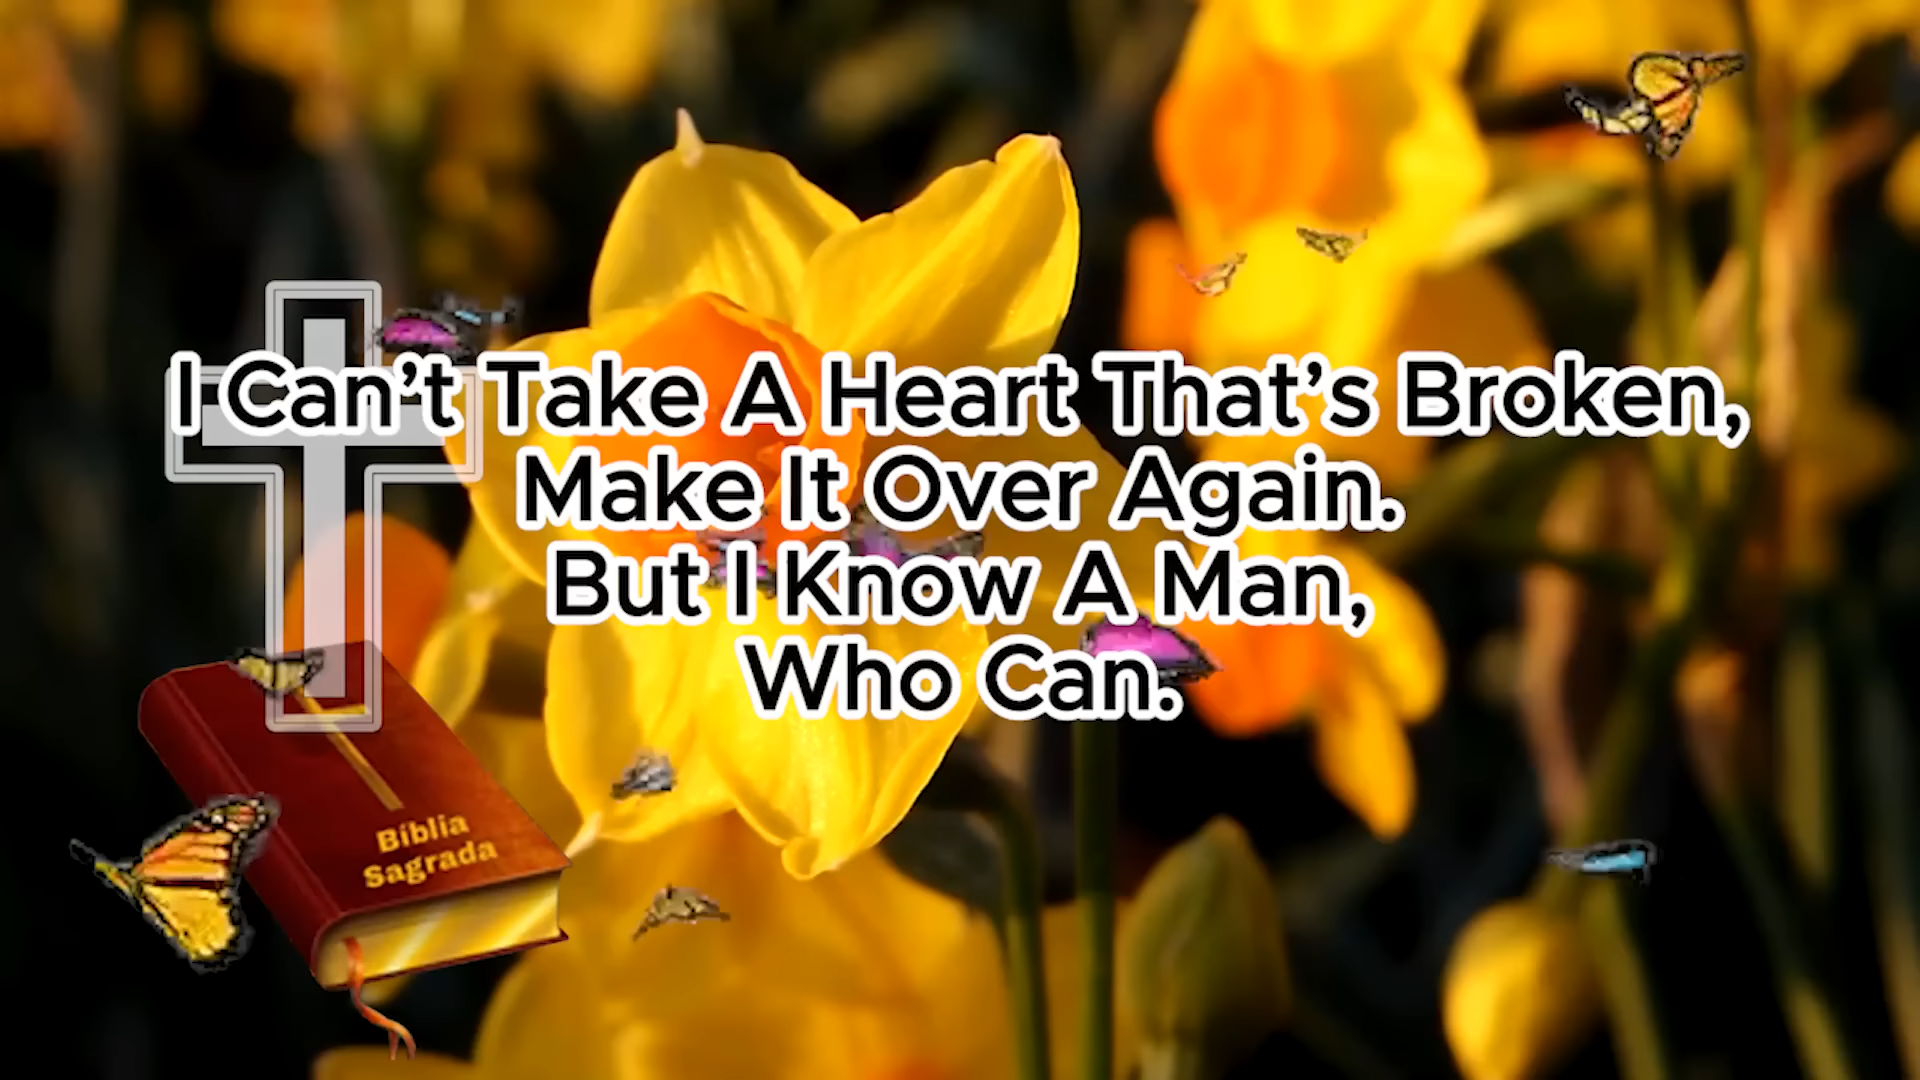 I Can’t Take A Heart That’s Broken,
Make It Over Again.
But I Know A Man,
Who Can.
Bíblia
Sagrada